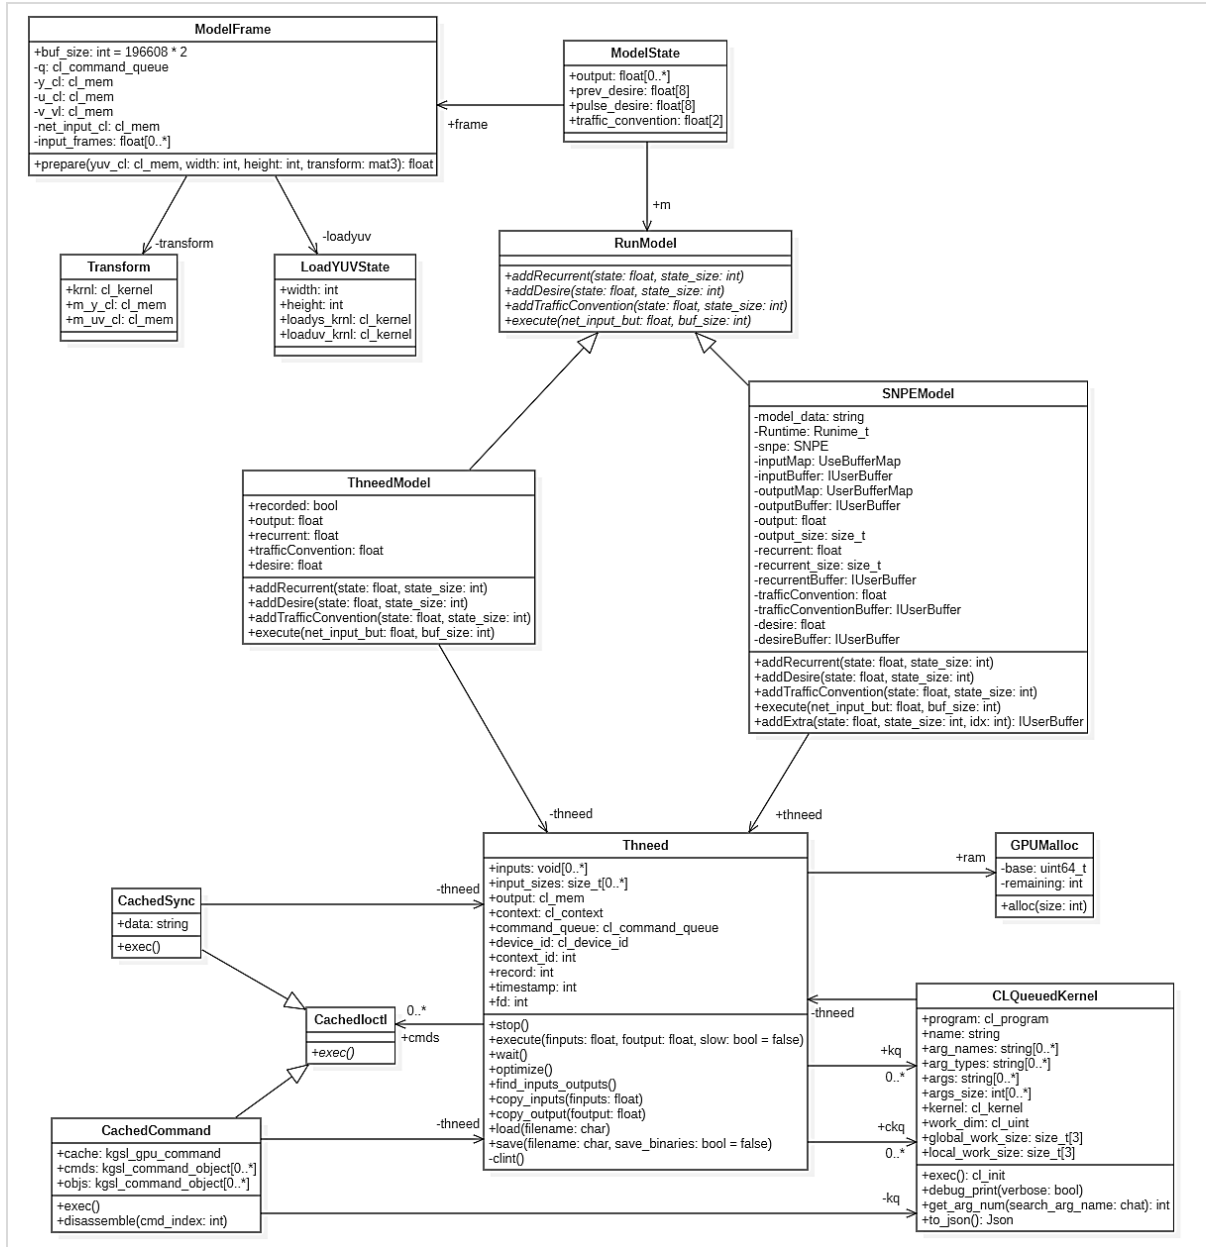 ModelFrame
+buf_size: int = 196608 * 2
-q: cl_command_queue
-y_cl: cl_mem
-u_cl: cl_mem
-v_vl: cl_mem
-net_input_cl: cl_mem
-input_frames: float[0..*]
+prepare(yuv_cl: cl_mem, width: int, height: int, transform: mat3): float
ModelState
+output: float[0..*]
+prev_desire: float[8]
+pulse_desire: float[8]
+traffic_convention: float[2]
+frame
+m
-transform
-loadyuv
Transform
+krnl: cl_kernel
+m_y_cl: cl_mem
+m_uv_cl: cl_mem
LoadYUVState
+width: int
+height: int
+loadys_krnl: cl_kernel
+loaduv_krnl: cl_kernel
RunModel
+addRecurrent(state: float, state_size: int)
+addDesire(state: float, state_size: int)
+addTrafficConvention(state: float, state_size: int)
+execute(net_input_but: float, buf_size: int)
ThneedModel
+recorded: bool
+output: float
+recurrent: float
+trafficConvention: float
+desire: float
+addRecurrent(state: float, state_size: int)
+addDesire(state: float, state_size: int)
+addTrafficConvention(state: float, state_size: int)
+execute(net_input_but: float, buf_size: int)
SNPEModel
-model_data: string
-Runtime: Runime_t
-snpe: SNPE
-inputMap: UseBufferMap
-inputBuffer: IUserBuffer
-outputMap: UserBufferMap
-outputBuffer: IUserBuffer
-output: float
-output_size: size_t
-recurrent: float
-recurrent_size: size_t
-recurrentBuffer: IUserBuffer
-trafficConvention: float
-trafficConventionBuffer: IUserBuffer
-desire: float
-desireBuffer: IUserBuffer
+addRecurrent(state: float, state_size: int)
+addDesire(state: float, state_size: int)
+addTrafficConvention(state: float, state_size: int)
+execute(net_input_but: float, buf_size: int)
+addExtra(state: float, state_size: int, idx: int): IUserBuffer
-thneed
+thneed
Thneed
+inputs: void[0..*]
+input_sizes: size_t[0..*]
+output: cl_mem
+context: cl_context
+command_queue: cl_command_queue
+device_id: cl_device_id
+context_id: int
+record: int
+timestamp: int
+fd: int
+stop()
+execute(finputs: float, foutput: float, slow: bool = false)
+wait()
+optimize()
+find_inputs_outputs()
+copy_inputs(finputs: float)
+copy_output(foutput: float)
+load(filename: char)
+save(filename: char, save_binaries: bool = false)
-clint()
+ram
GPUMalloc
-base: uint64_t
-remaining: int
+alloc(size: int)
CachedSync
+data: string
+exec()
-thneed
CachedIoctl
+exec()
0..*
+cmds
CachedCommand
+cache: kgsl_gpu_command
+cmds: kgsl_command_object[0..*]
+objs: kgsl_command_object[0..*]
+exec()
+disassemble(cmd_index: int)
-thneed
-thneed
+kq
0..*
+ckq
0..*
-kq
CLQueuedKernel
+program: cl_program
+name: string
+arg_names: string[0..*]
+arg_types: string[0..*]
+args: string[0..*]
+args_size: int[0..*]
+kernel: cl_kernel
+work_dim: cl_uint
+global_work_size: size_t[3]
+local_work_size: size_t[3]
+exec(): cl_init
+debug_print(verbose: bool)
+get_arg_num(search_arg_name: chat): int
+to_json(): Json